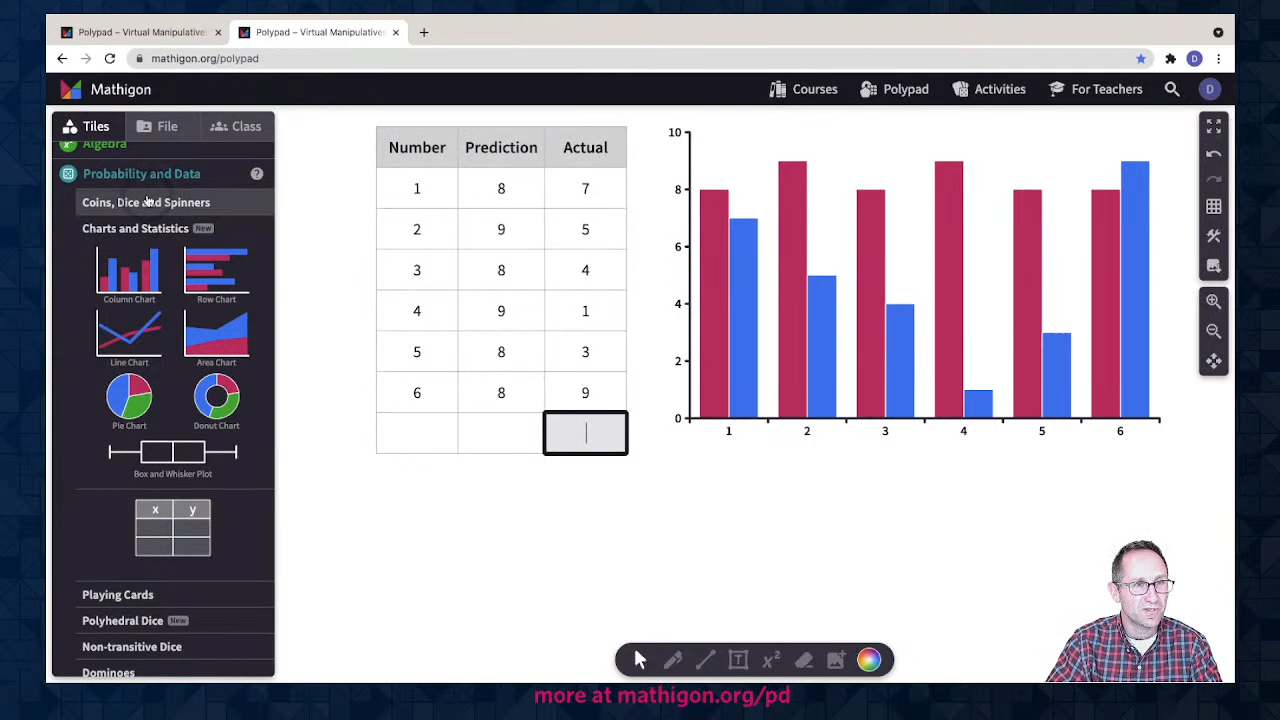 Polypad – Virtual Manipulatives
Polypad – Virtual Manipulatives
mathigon.org/polypad
D
Mathigon
Courses
Polypad
Activities
For Teachers
D
Tiles
File
Class
Algebra
Probability and Data
Coins, Dice and Spinners
Charts and Statistics New
Column Chart
Row Chart
Line Chart
Area Chart
Pie Chart
Donut Chart
Box and Whisker Plot
x y
Playing Cards
Polyhedral Dice New
Non-transitive Dice
Dominoes
Number Prediction Actual
1 8 7
2 9 5
3 8 4
4 9 1
5 8 3
6 8 9
10
8
6
4
2
0
1 2 3 4 5 6
T
x²
more at mathigon.org/pd